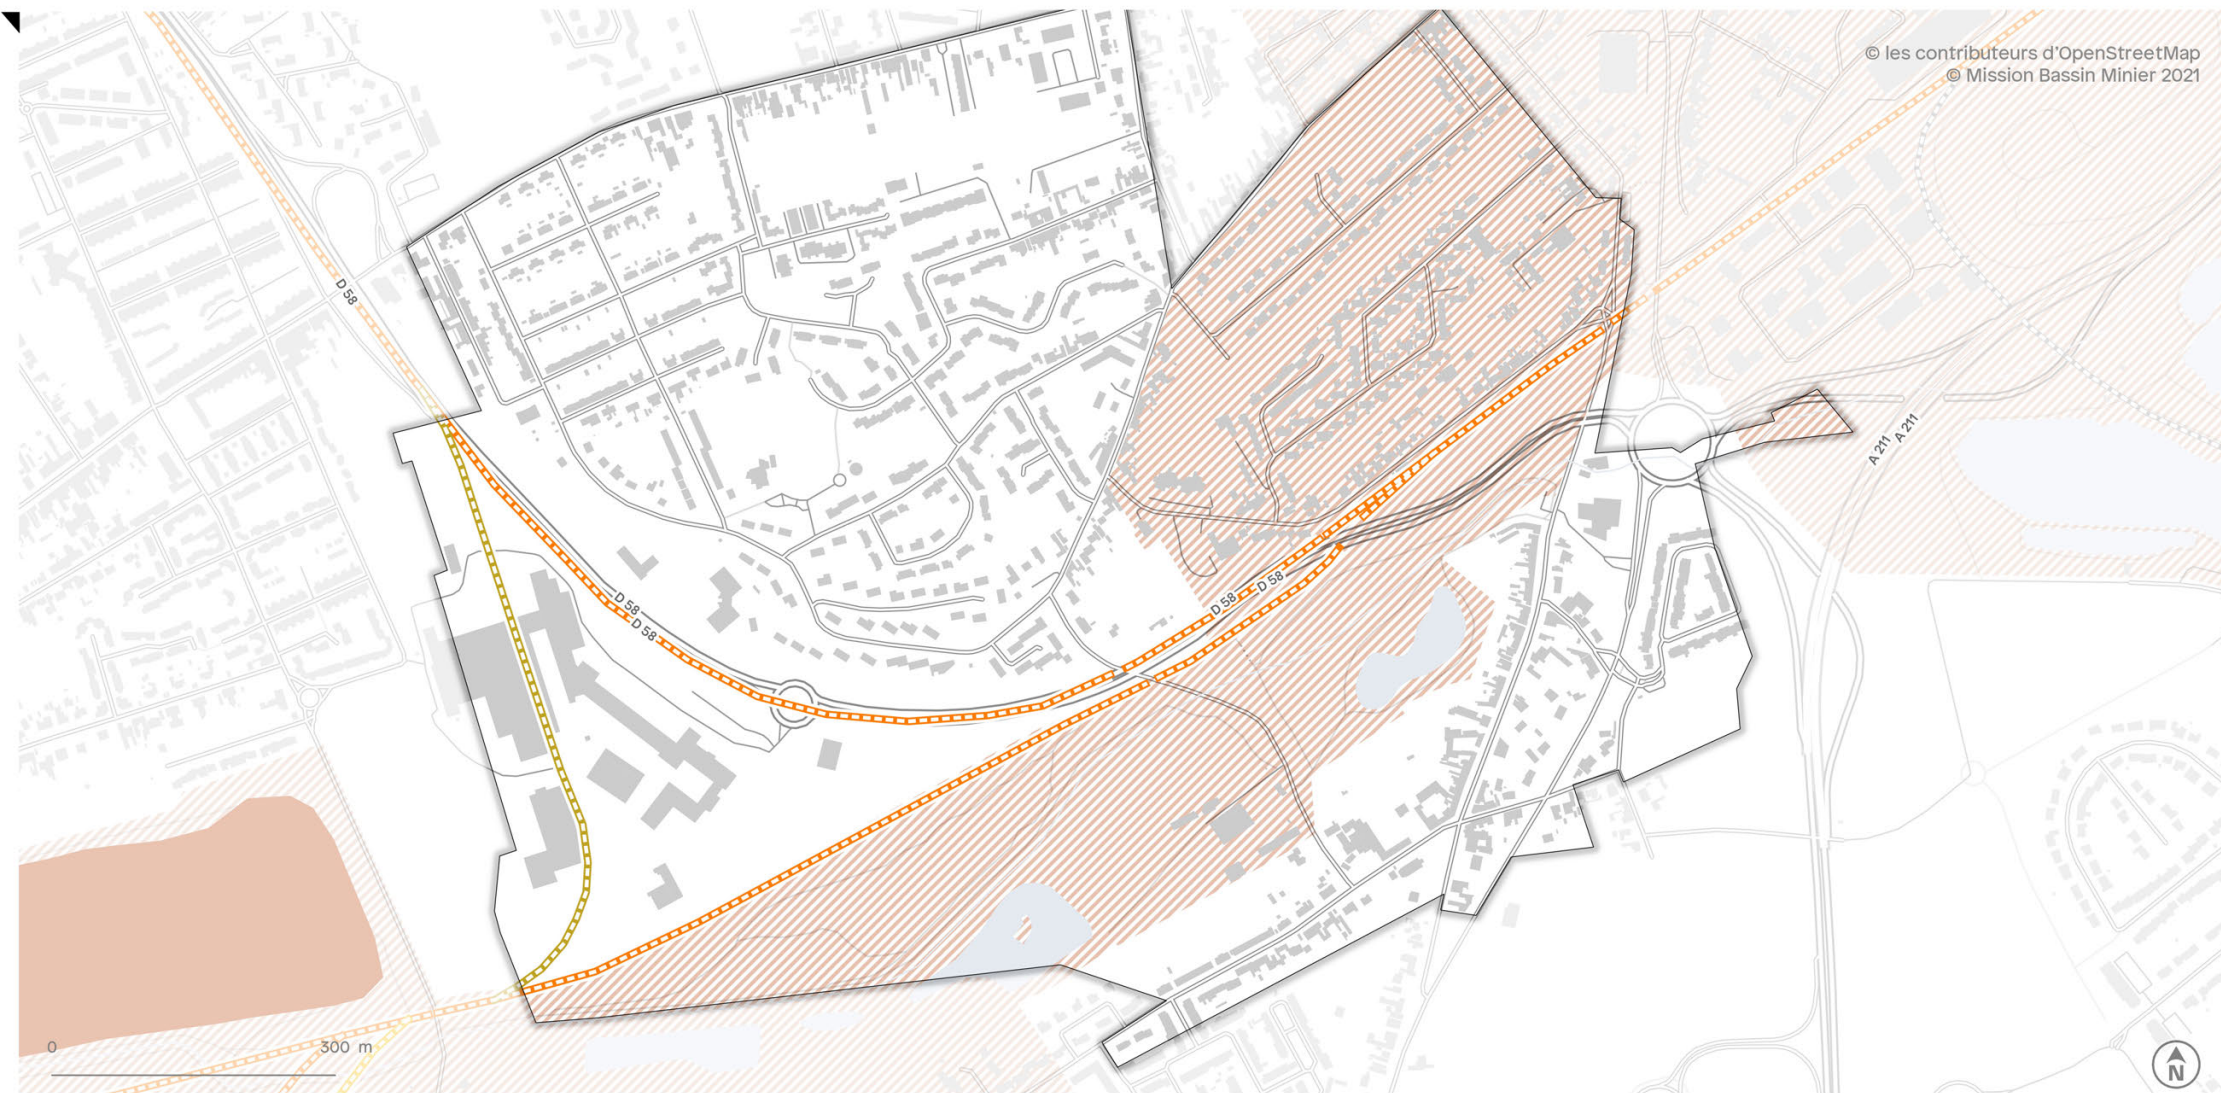 © les contributeurs d'OpenStreetMap
© Mission Bassin Minier 2021
D 58
A 211
A 211
D 58
D 58
D 58
D 58
0
300 m
N